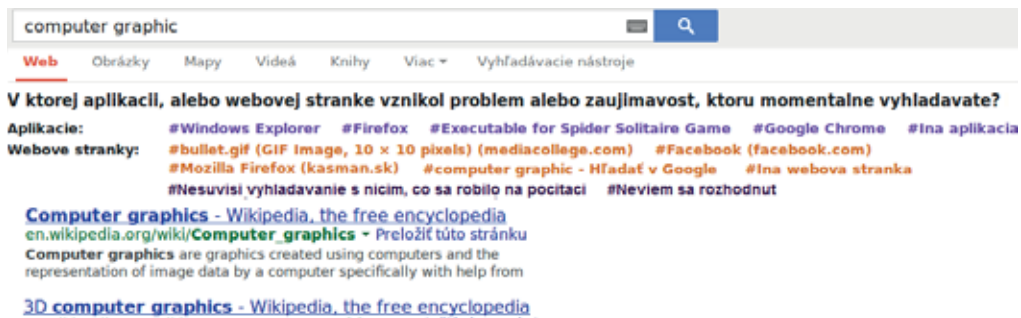 computer graphic
Web Obrázky Mapy Videá Knihy Viac Vyhľadávacie nástroje
V ktorej aplikacii, alebo webovej stranke vznikol problem alebo zaujimavost, ktoru momentalne vyhladavate?
Aplikacie: #Windows Explorer #Firefox #Executable for Spider Solitaire Game #Google Chrome #Ina aplikacia
Webove stranky: #bullet.gif (GIF Image, 10 × 10 pixels) (mediacollege.com) #Facebook (facebook.com)
#Mozilla Firefox (kasman.sk) #computer graphic - Hľadať v Google #Ina webova stranka
#Nesuvisi vyhladavanie s nicim, co sa robilo na pocitaci #Neviem sa rozhodnut
Computer graphics - Wikipedia, the free encyclopedia
en.wikipedia.org/wiki/Computer_graphics - Preložiť túto stránku
Computer graphics are graphics created using computers and the
representation of image data by a computer specifically with help from
3D computer graphics - Wikipedia, the free encyclopedia